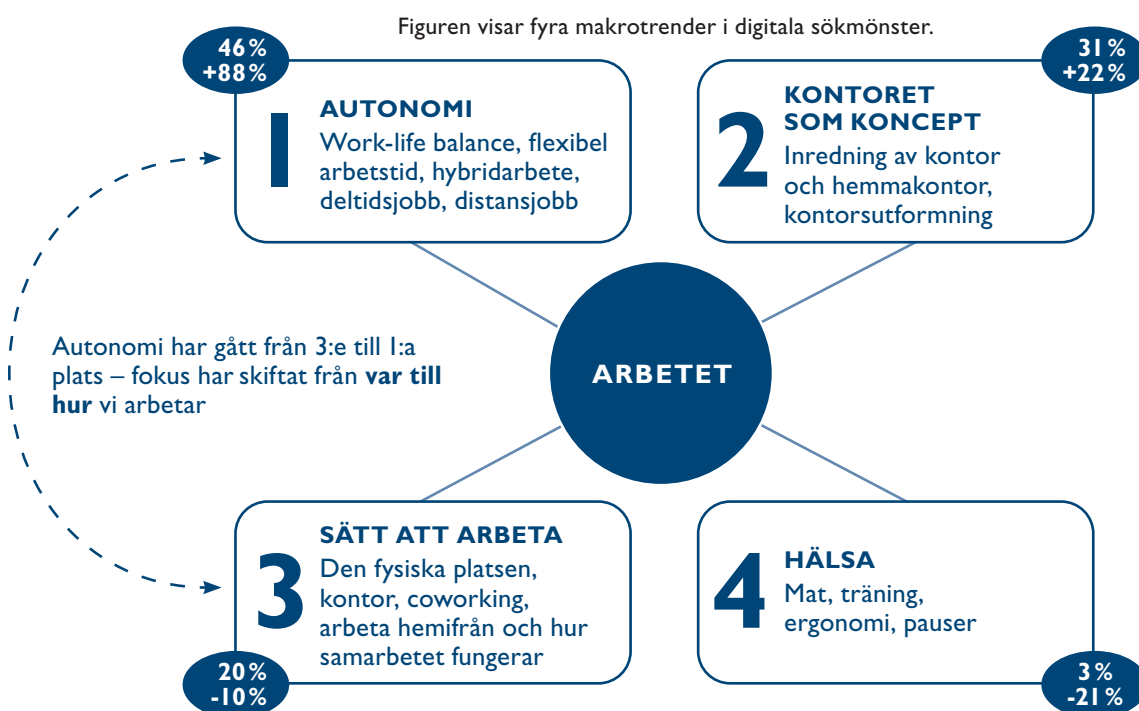 Figuren visar fyra makrotrender i digitala sökmönster.
46%
+88%
1
AUTONOMI
Work-life balance, flexibel
arbetstid, hybridarbete,
deltidsjobb, distansjobb
31%
+22%
2
KONTORET
SOM KONCEPT
Inredning av kontor
och hemmakontor,
kontorsutformning
Autonomi har gått från 3:e till 1:a
plats – fokus har skiftat från var till
hur vi arbetar
ARBETET
3
SÄTT ATT ARBETA
Den fysiska platsen,
kontor, coworking,
arbeta hemifrån och hur
samarbetet fungerar
20%
-10%
4
HÄLSA
Mat, träning,
ergonomi, pauser
3%
-21%